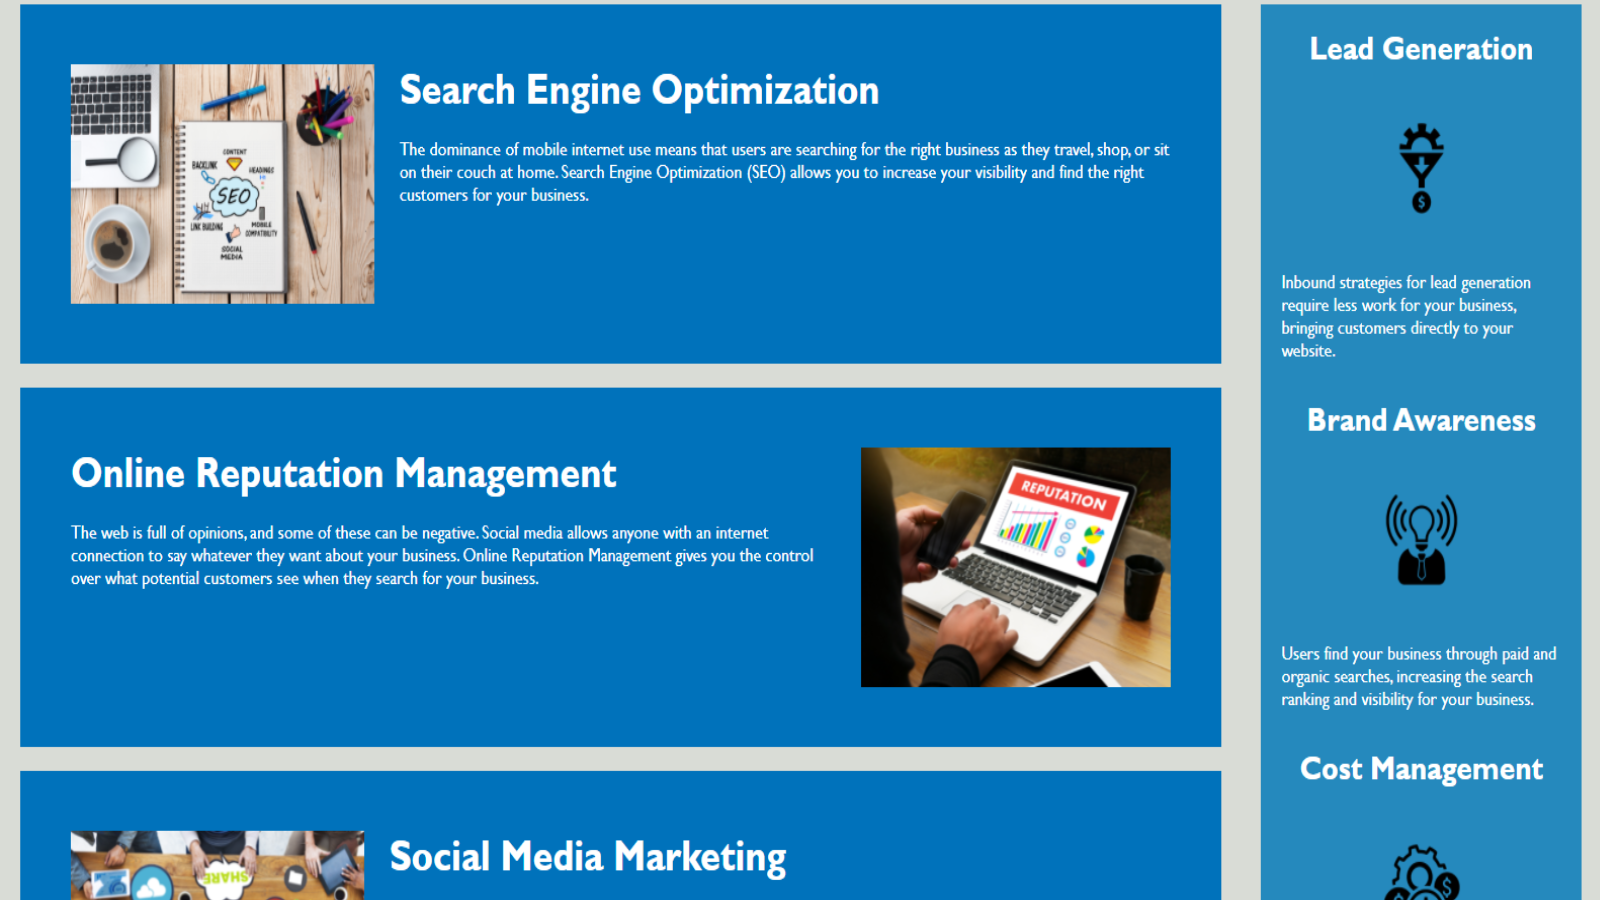 Search Engine Optimization
The dominance of mobile internet use means that users are searching for the right business as they travel, shop, or sit
on their couch at home. Search Engine Optimization (SEO) allows you to increase your visibility and find the right
customers for your business.
CONTENT
BACKLINK
HEADINGS
SEO
LINK BUILDING
MOBILE
COMPATIBILITY
SOCIAL
MEDIA
Online Reputation Management
The web is full of opinions, and some of these can be negative. Social media allows anyone with an internet
connection to say whatever they want about your business. Online Reputation Management gives you the control
over what potential customers see when they search for your business.
REPUTATION
Social Media Marketing
SHARE
Lead Generation
$
Inbound strategies for lead generation
require less work for your business,
bringing customers directly to your
website.
Brand Awareness
Users find your business through paid and
organic searches, increasing the search
ranking and visibility for your business.
Cost Management
$